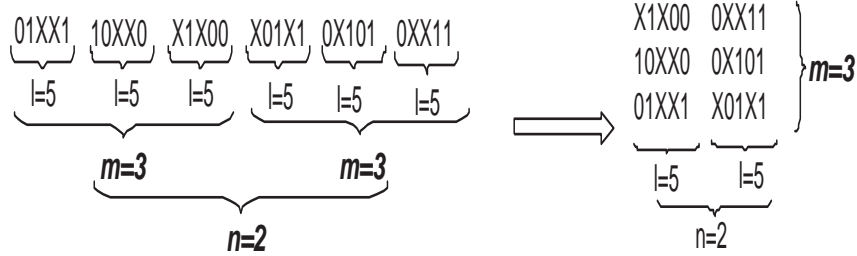 01XX1 10XX0 X1X00 X01X1 0X101 0XX11
l=5 l=5 l=5 l=5 l=5 l=5
m=3 m=3
n=2
X1X00 0XX11
10XX0 0X101
01XX1 X01X1
m=3
l=5 l=5
n=2